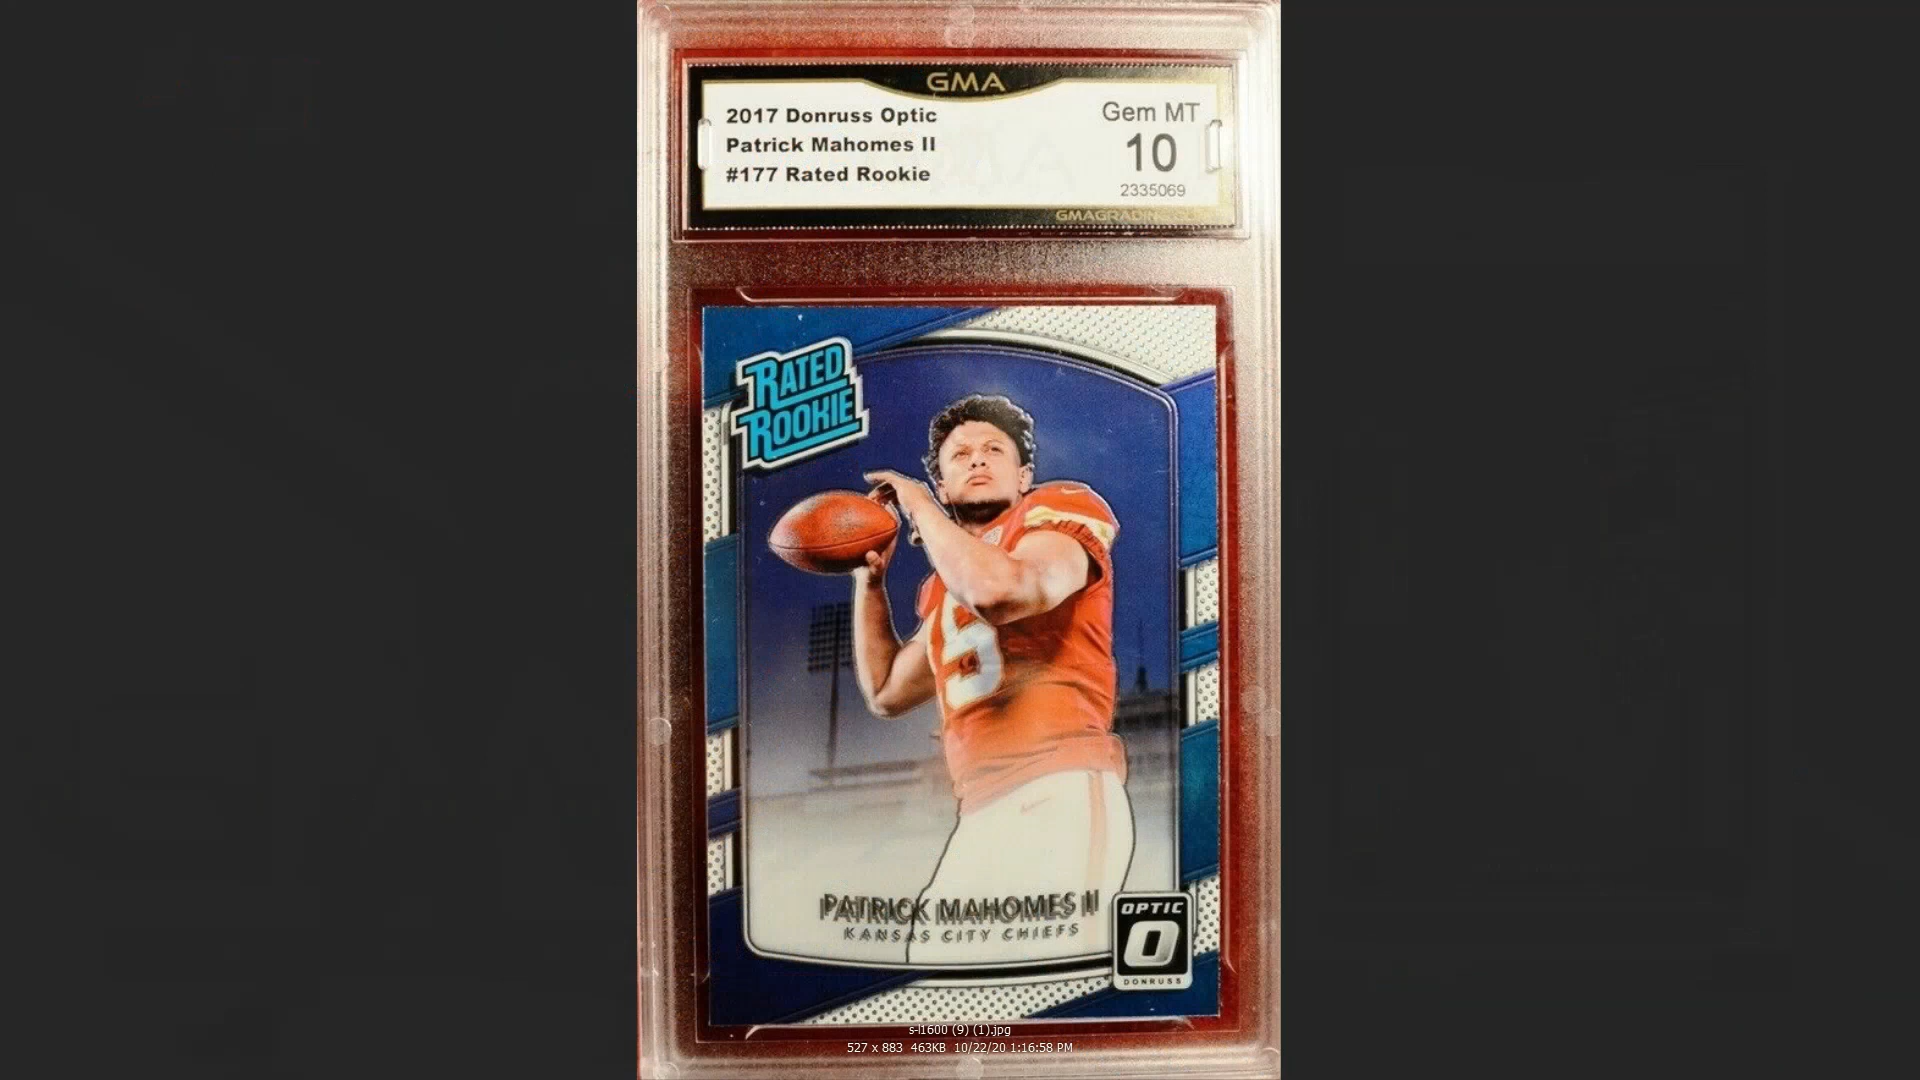 GMA
2017 Donruss Optic
Patrick Mahomes II
#177 Rated Rookie
Gem MT
10
2335069
RATED
ROOKIE
5
PATRICK MAHOMES II
KANSAS CITY CHIEFS
OPTIC
O
DONRUSS
s-l1600 (9) (1).jpg
527 x 883 463KB 10/22/20 1:16:58 PM